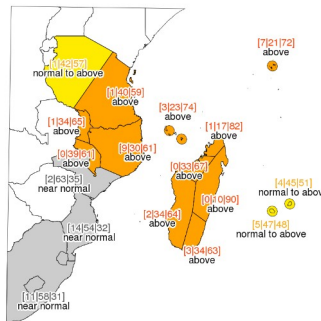 [7|21|72]
above
[1|42|57]
normal to above
[1|40|59]
above
[3|23|74]
above
[1|34|65]
above
[1|17|82]
above
[9|30|61]
above
[0|39|61]
above
[0|33|67]
above
[2|63|35]
near normal
[4|45|51]
normal to above
[0|10|90]
above
[2|34|64]
above
[5|47|48]
normal to above
[14|54|32]
near normal
[3|34|63]
above
[11|58|31]
near normal